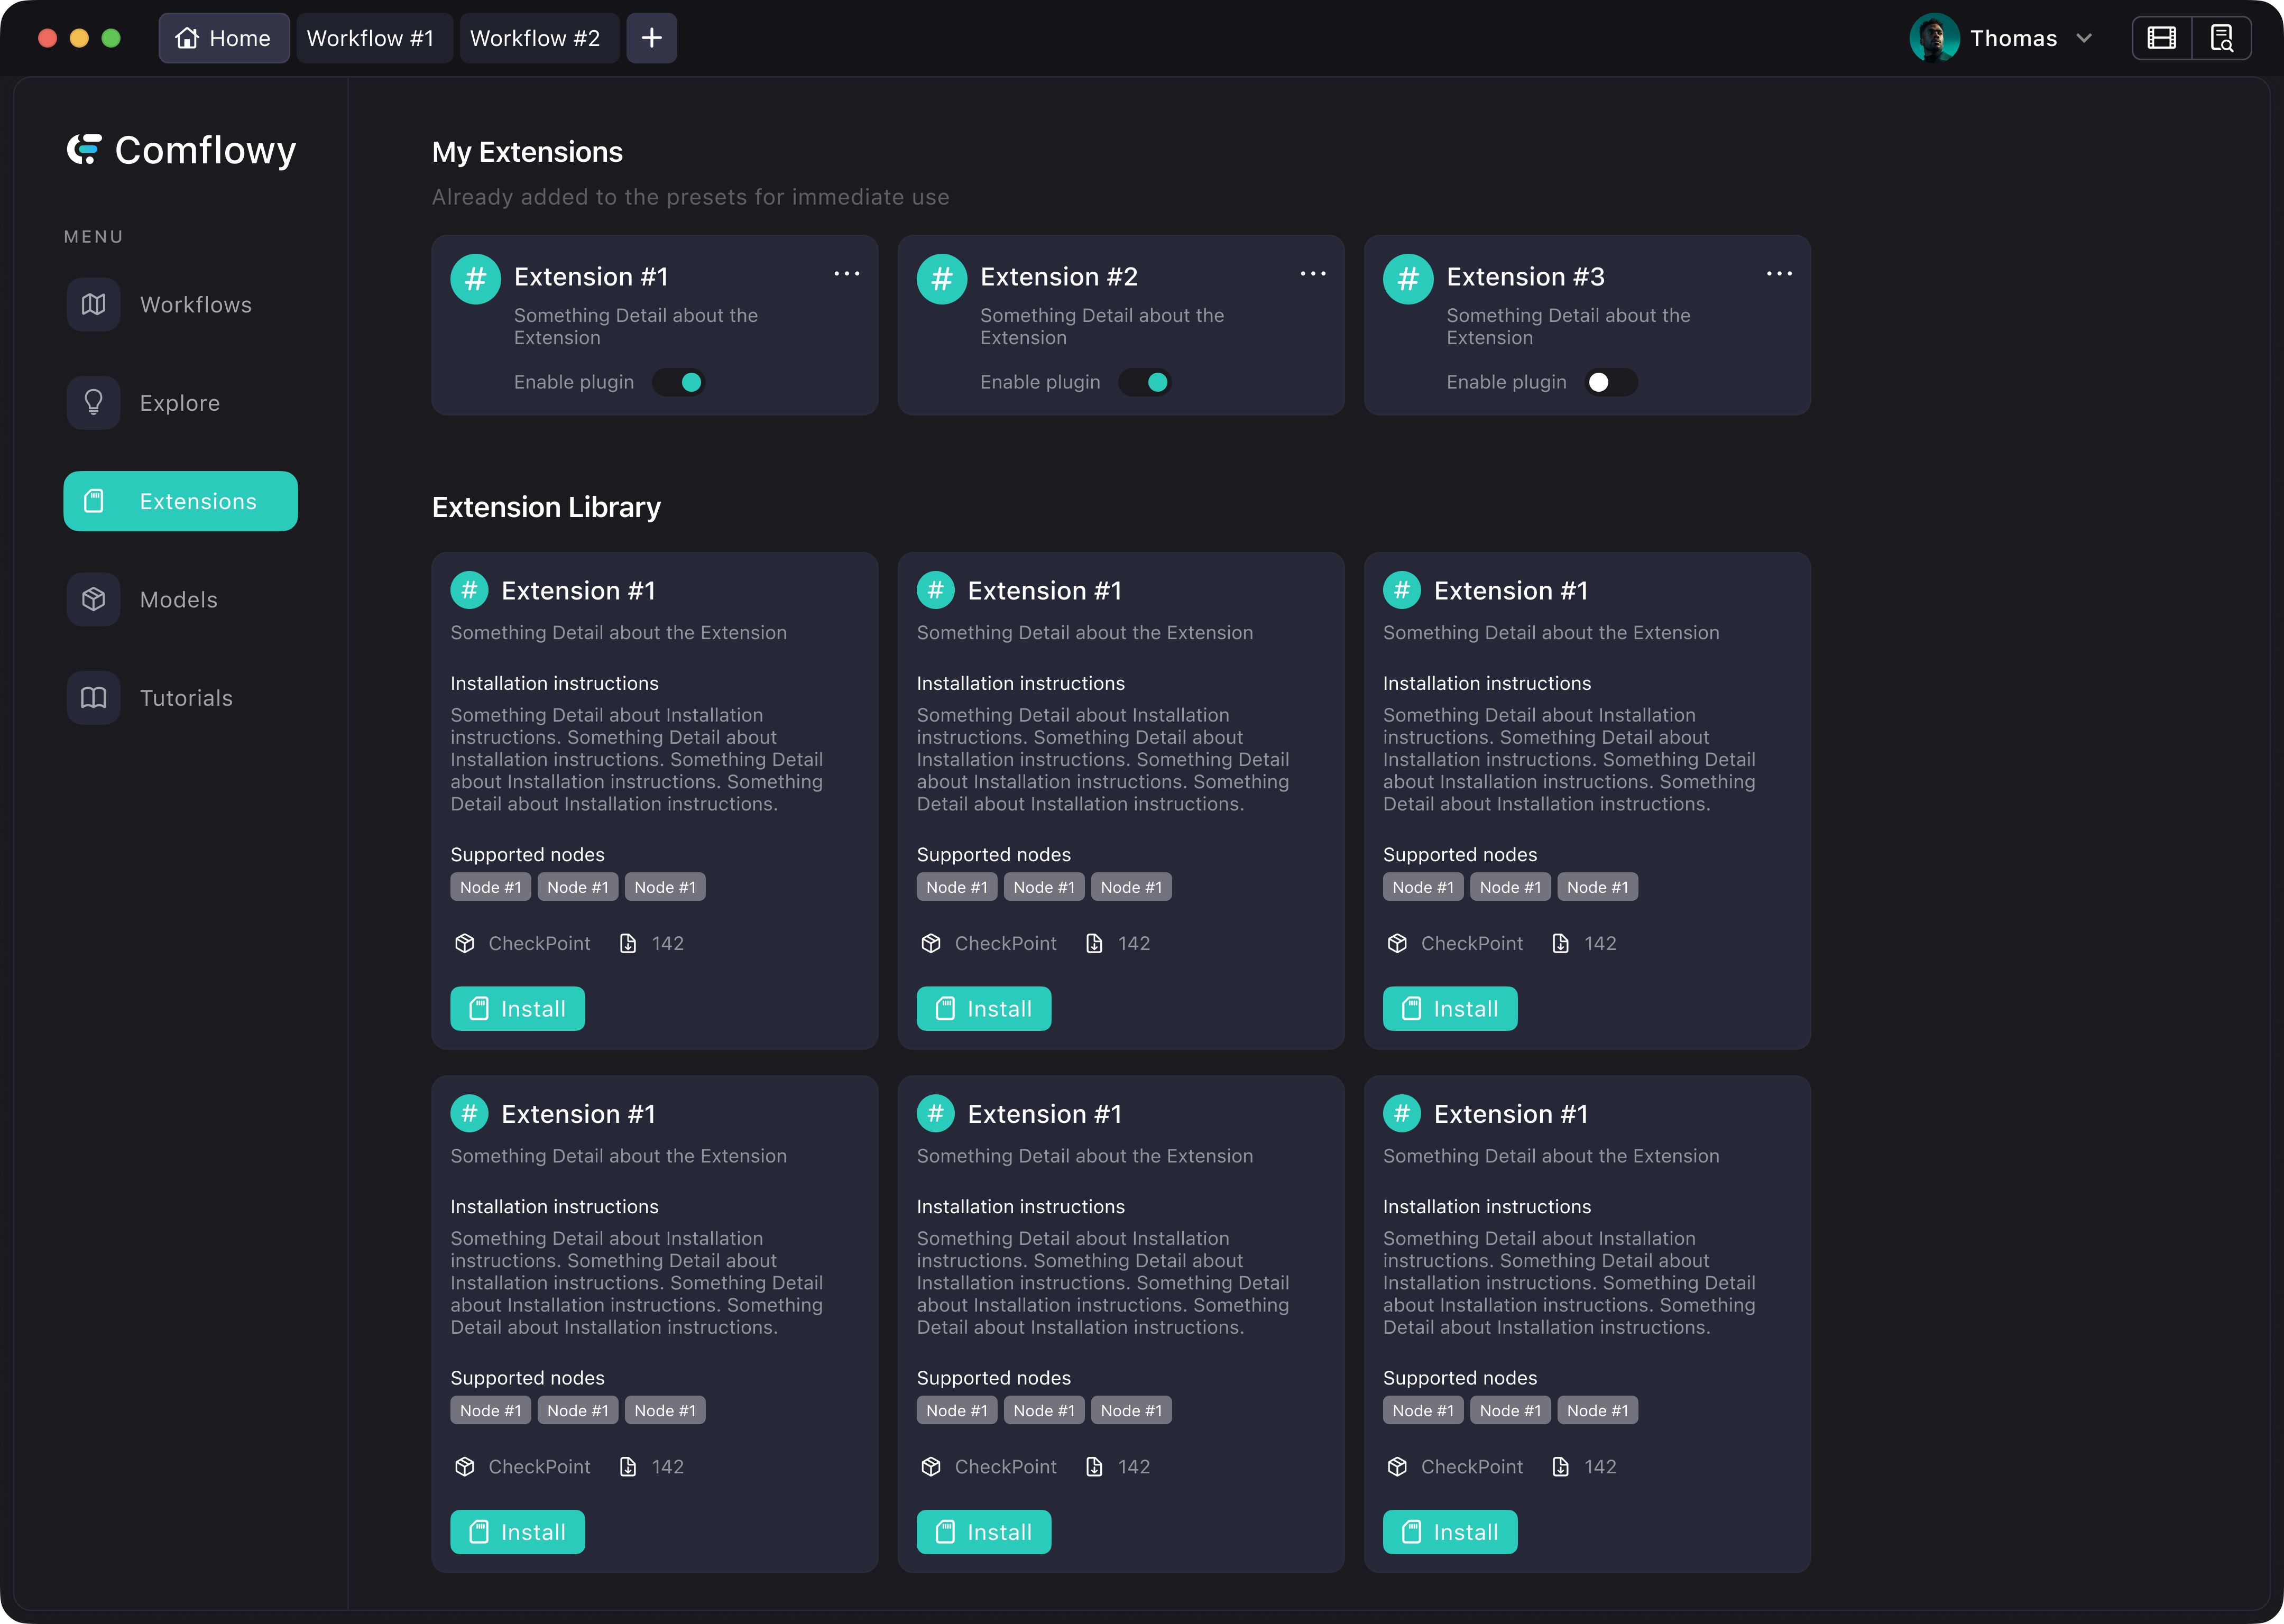 Home
Workflow #1
Workflow #2
Thomas
Comflowy
MENU
Workflows
Explore
Extensions
Models
Tutorials
My Extensions
Already added to the presets for immediate use
# Extension #1
Something Detail about the
Extension
Enable plugin
# Extension #2
Something Detail about the
Extension
Enable plugin
# Extension #3
Something Detail about the
Extension
Enable plugin
Extension Library
# Extension #1
Something Detail about the Extension
Installation instructions
Something Detail about Installation
instructions. Something Detail about
Installation instructions. Something Detail
about Installation instructions. Something
Detail about Installation instructions.
Supported nodes
Node #1 Node #1 Node #1
CheckPoint 142
Install
# Extension #1
Something Detail about the Extension
Installation instructions
Something Detail about Installation
instructions. Something Detail about
Installation instructions. Something Detail
about Installation instructions. Something
Detail about Installation instructions.
Supported nodes
Node #1 Node #1 Node #1
CheckPoint 142
Install
# Extension #1
Something Detail about the Extension
Installation instructions
Something Detail about Installation
instructions. Something Detail about
Installation instructions. Something Detail
about Installation instructions. Something
Detail about Installation instructions.
Supported nodes
Node #1 Node #1 Node #1
CheckPoint 142
Install
# Extension #1
Something Detail about the Extension
Installation instructions
Something Detail about Installation
instructions. Something Detail about
Installation instructions. Something Detail
about Installation instructions. Something
Detail about Installation instructions.
Supported nodes
Node #1 Node #1 Node #1
CheckPoint 142
Install
# Extension #1
Something Detail about the Extension
Installation instructions
Something Detail about Installation
instructions. Something Detail about
Installation instructions. Something Detail
about Installation instructions. Something
Detail about Installation instructions.
Supported nodes
Node #1 Node #1 Node #1
CheckPoint 142
Install
# Extension #1
Something Detail about the Extension
Installation instructions
Something Detail about Installation
instructions. Something Detail about
Installation instructions. Something Detail
about Installation instructions. Something
Detail about Installation instructions.
Supported nodes
Node #1 Node #1 Node #1
CheckPoint 142
Install